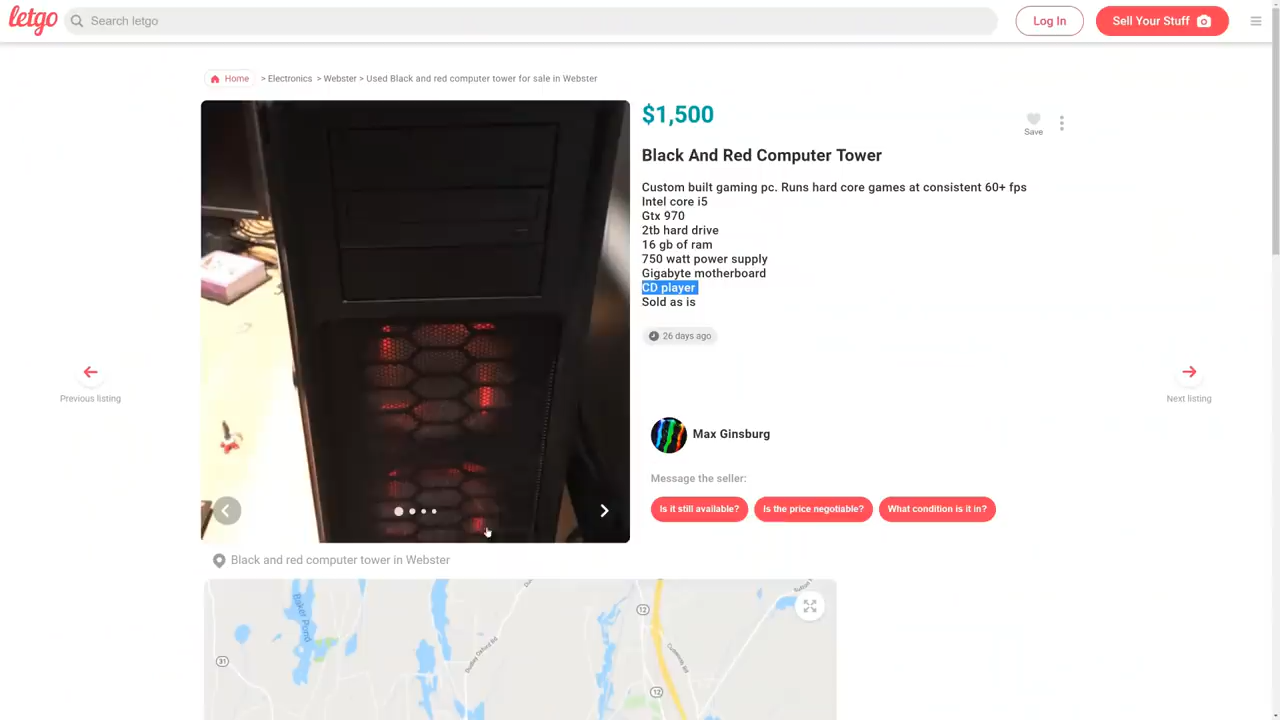 letgo
Search letgo
Log In
Sell Your Stuff
Home > Electronics > Webster > Used Black and red computer tower for sale in Webster
$1,500
Save
Black And Red Computer Tower
Custom built gaming pc. Runs hard core games at consistent 60+ fps
Intel core i5
Gtx 970
2tb hard drive
16 gb of ram
750 watt power supply
Gigabyte motherboard
CD player
Sold as is
26 days ago
Previous listing
Next listing
Max Ginsburg
Message the seller:
Is it still available?
Is the price negotiable?
What condition is it in?
Black and red computer tower in Webster
Baker Pond
Dudley Oxford Rd
12
31
12